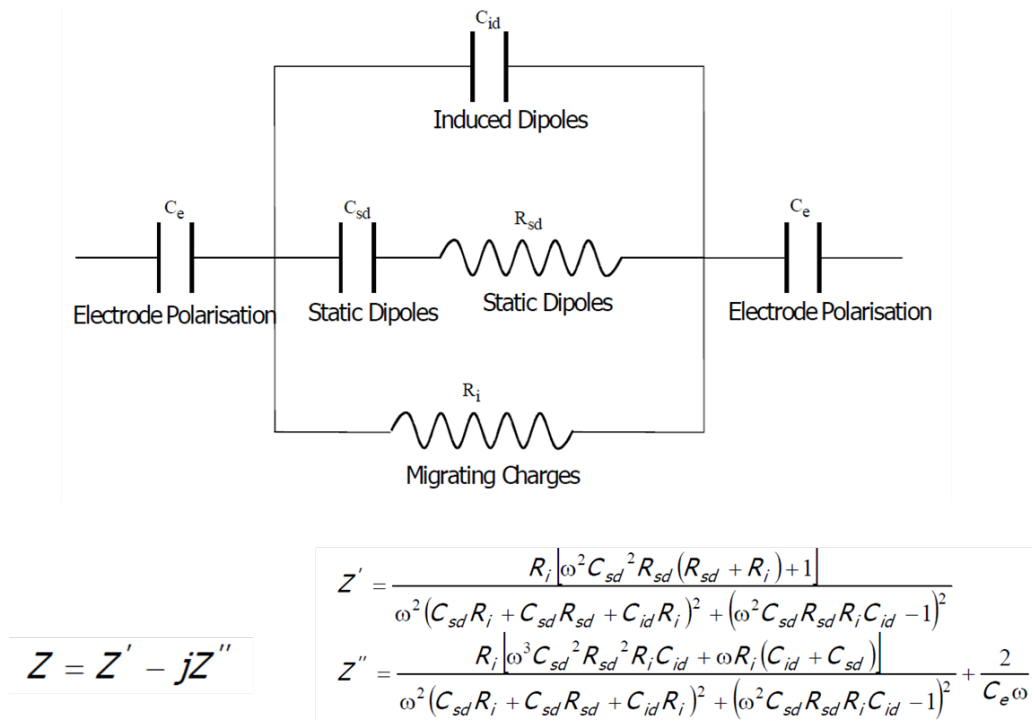 C_id
Induced Dipoles
C_e C_sd R_sd C_e
Electrode Polarisation Static Dipoles Static Dipoles Electrode Polarisation
R_i
Migrating Charges
Z = Z' − jZ''
Z' = R_i[ω²C_sd²R_sd(R_sd + R_i) + 1] / (ω²(C_sd R_i + C_sd R_sd + C_id R_i)² + (ω²C_sd R_sd R_i C_id − 1)²)
Z'' = R_i[ω³C_sd²R_sd²R_i C_id + ωR_i(C_id + C_sd)] / (ω²(C_sd R_i + C_sd R_sd + C_id R_i)² + (ω²C_sd R_sd R_i C_id − 1)²) + 2 / (C_e ω)